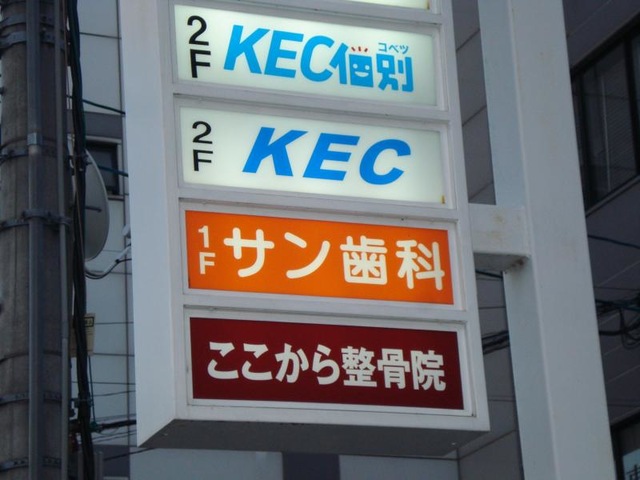 2F KEC個別
コベツ
2F KEC
1F サン歯科
ここから整骨院